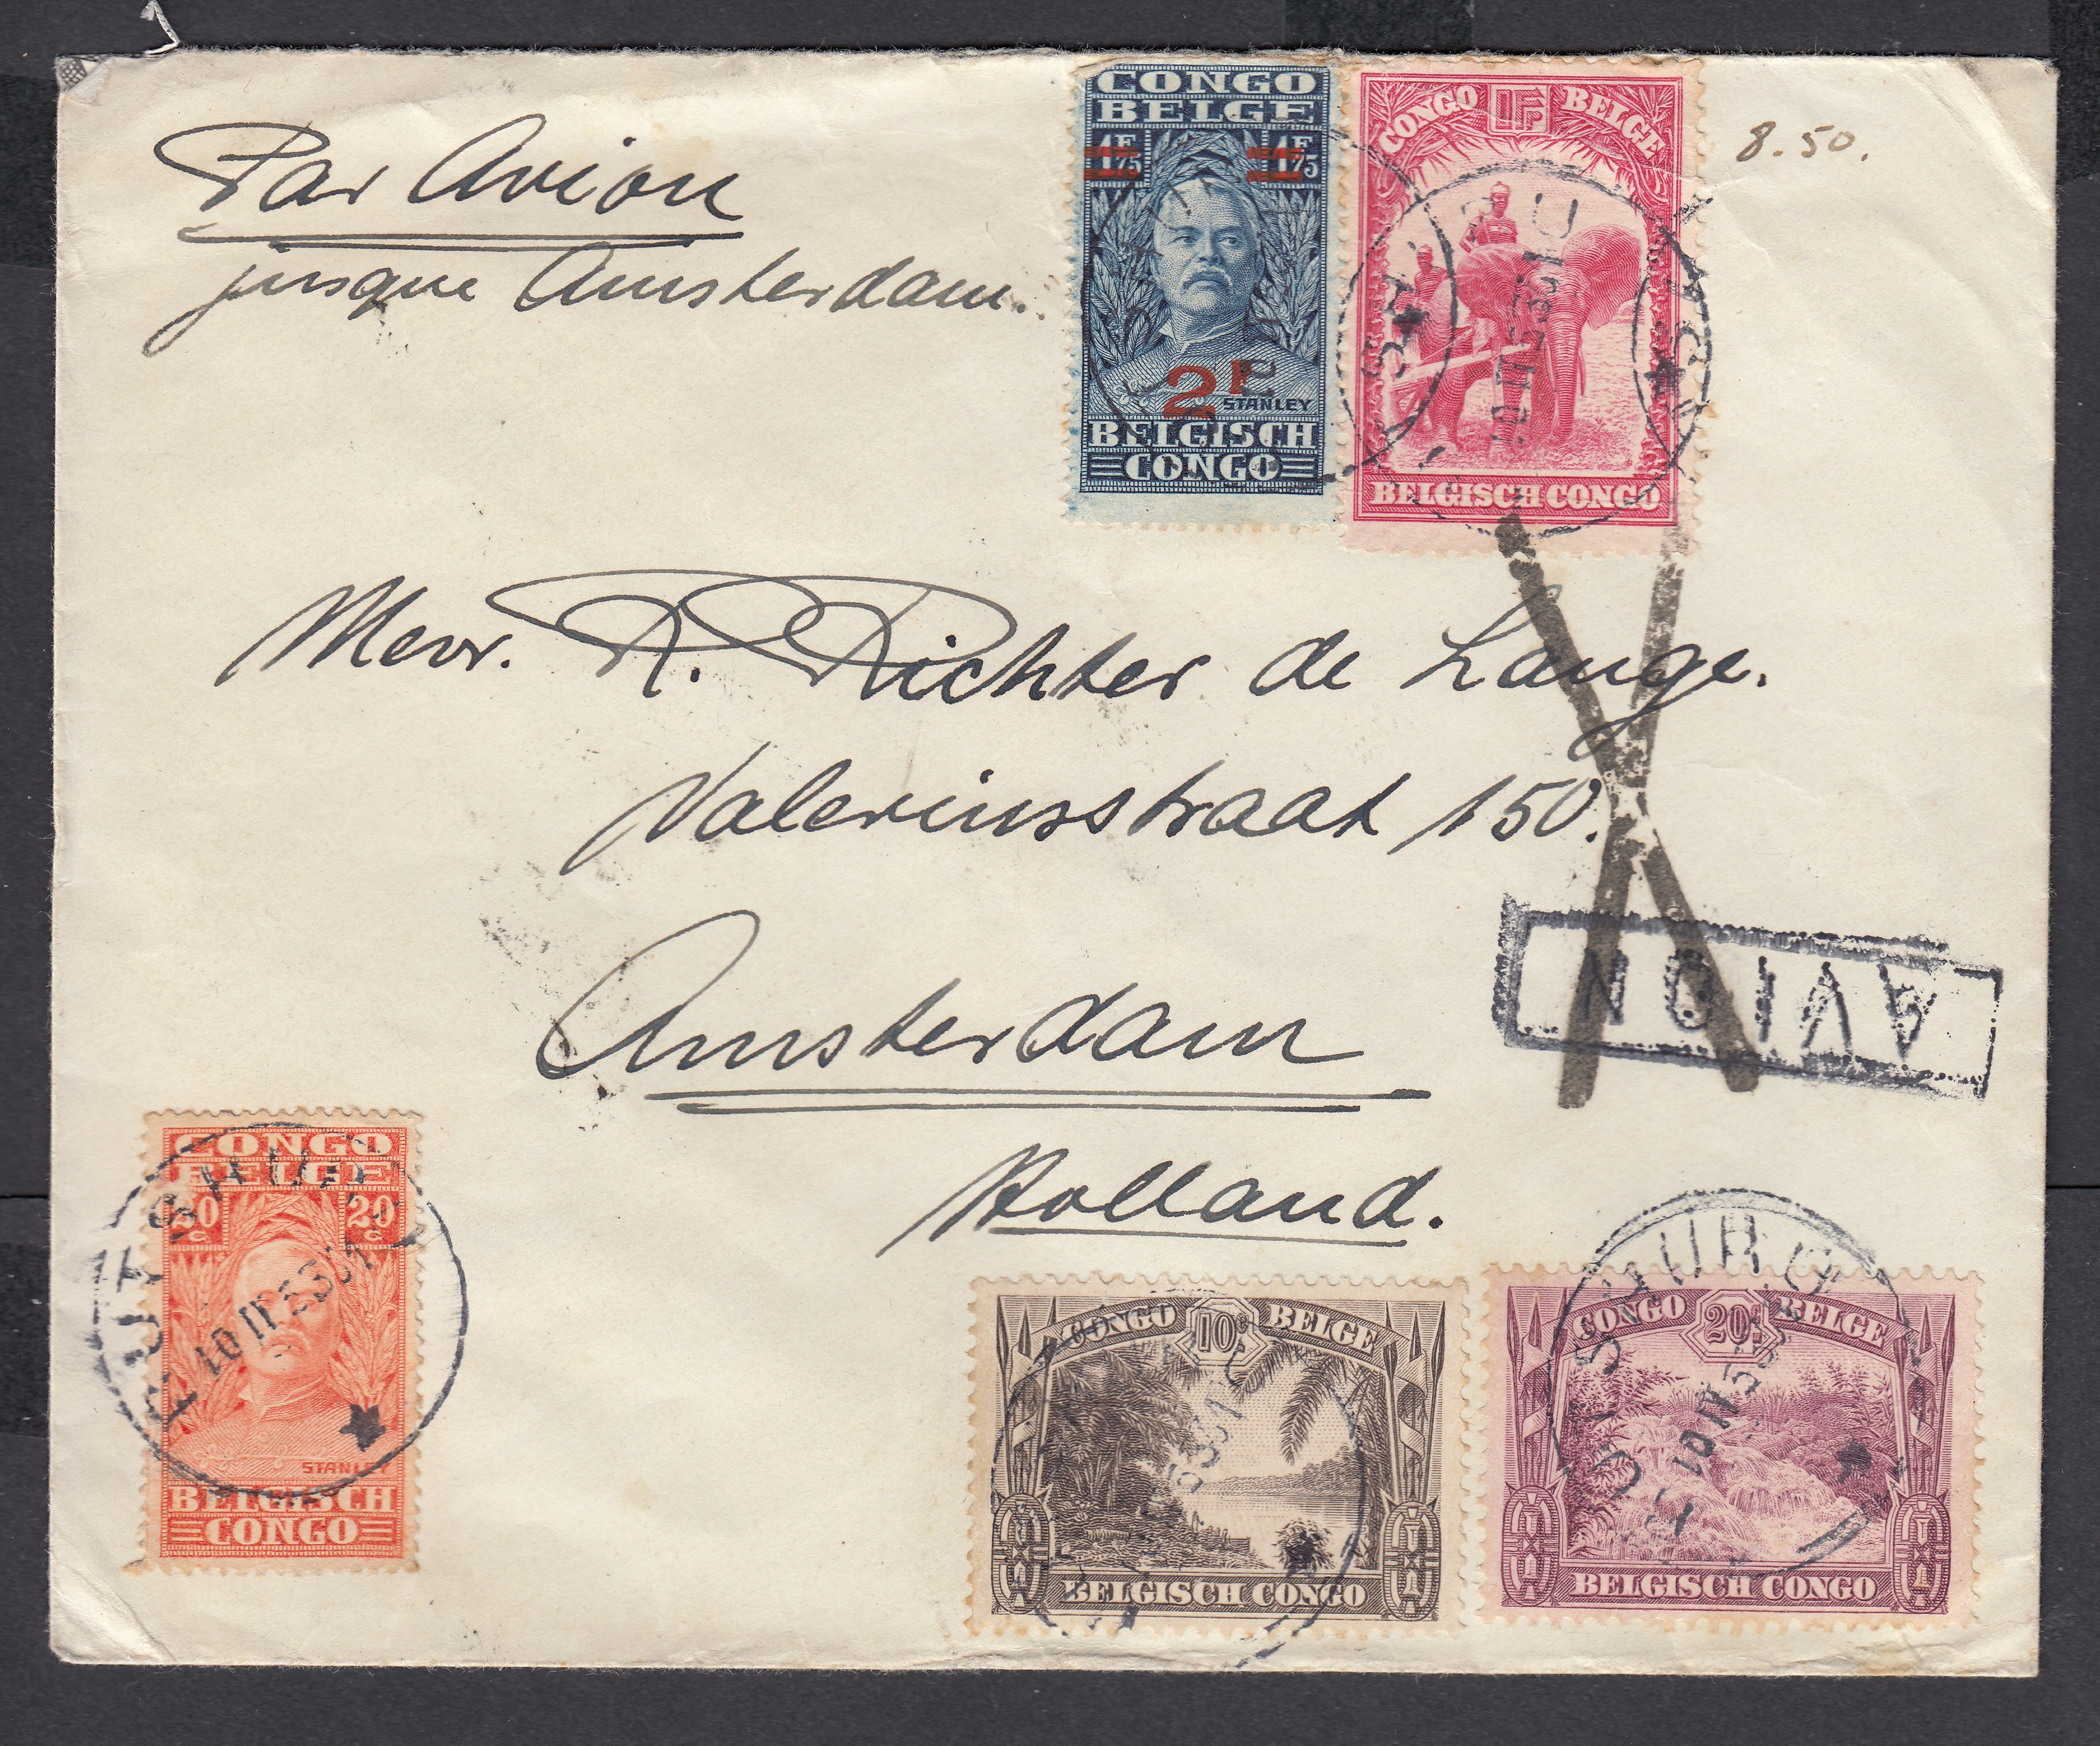 Par Avion
jusque Amsterdam.
CONGO
BELGE
1F75 1F75
2F
STANLEY
BELGISCH
CONGO
CONGO 1F BELGE
BELGISCH CONGO
8.50.
Mevr. R. Richter de Lange.
Valeriusstraat 150.
Amsterdam
Holland.
AVION
CONGO
BELGE
20c 20c
STANLEY
BELGISCH
CONGO
CONGO 10c BELGE
BELGISCH CONGO
CONGO 20c BELGE
BELGISCH CONGO